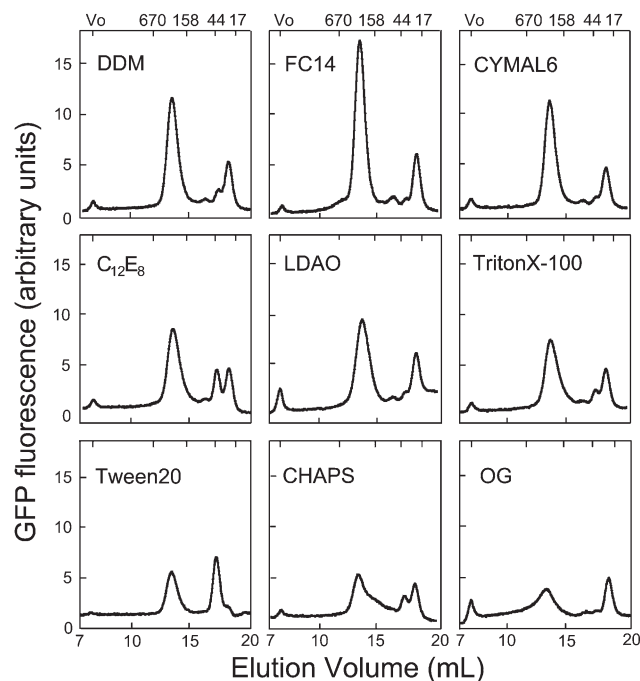 Vo 670 158 44 17 Vo 670 158 44 17 Vo 670 158 44 17
DDM FC14 CYMAL6
15
10
5
0
C12E8 LDAO TritonX-100
15
10
5
0
Tween20 CHAPS OG
15
10
5
0
7 10 15 20 7 10 15 20 7 10 15 20
GFP fluorescence (arbitrary units)
Elution Volume (mL)